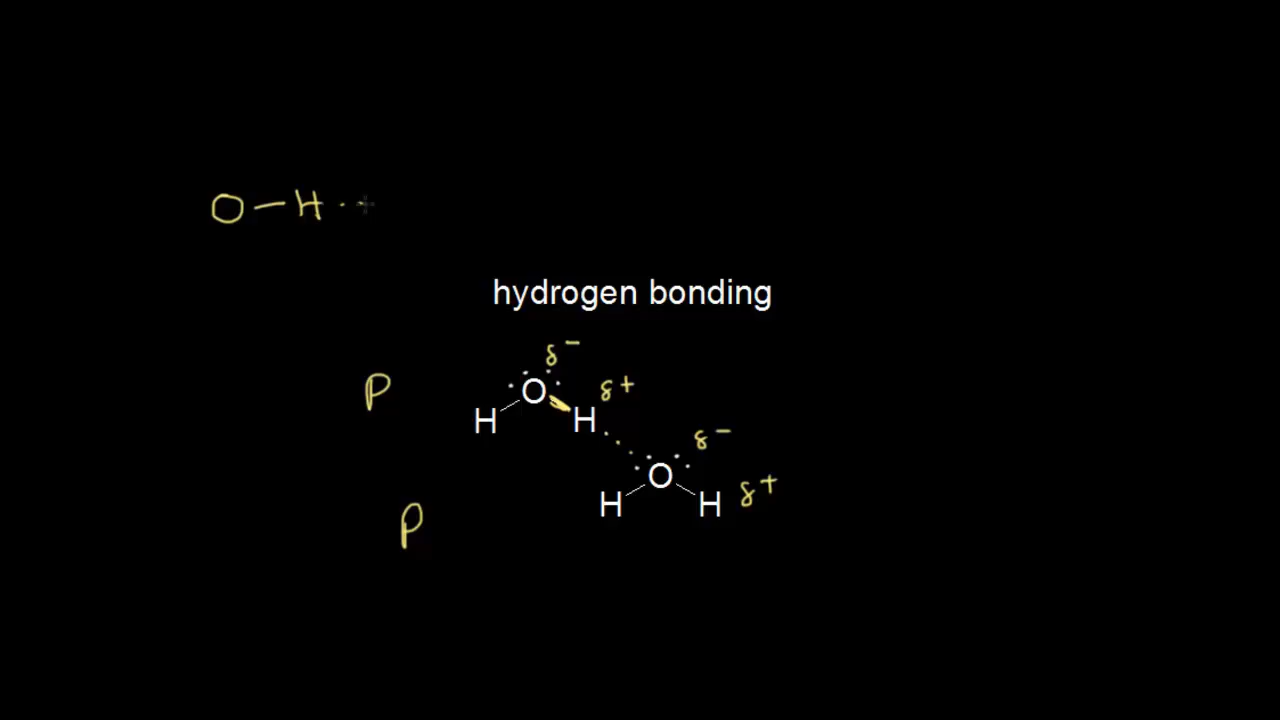 O — H · ·
hydrogen bonding
δ −
P H O H δ +
δ −
H O H δ +
P